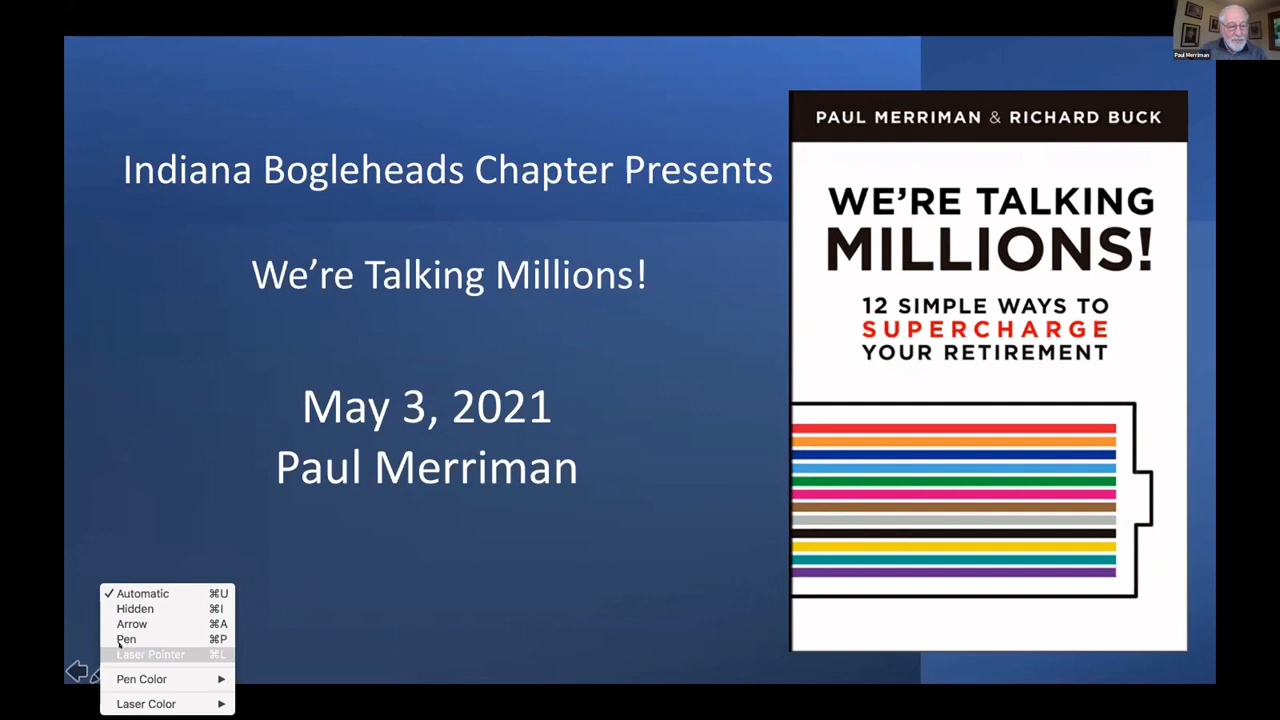 Paul Merriman
Indiana Bogleheads Chapter Presents
We’re Talking Millions!
May 3, 2021
Paul Merriman
PAUL MERRIMAN & RICHARD BUCK
WE’RE TALKING
MILLIONS!
12 SIMPLE WAYS TO
SUPERCHARGE
YOUR RETIREMENT
✓ Automatic ⌘U
Hidden ⌘I
Arrow ⌘A
Pen ⌘P
Laser Pointer ⌘L
Pen Color ▶
Laser Color ▶